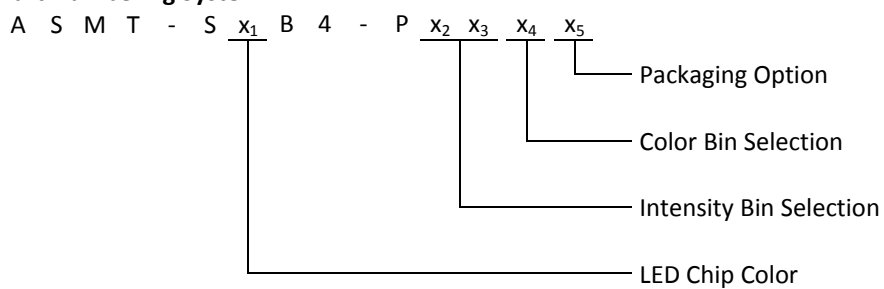 A S M T - S x₁ B 4 - P x₂ x₃ x₄ x₅
Packaging Option
Color Bin Selection
Intensity Bin Selection
LED Chip Color